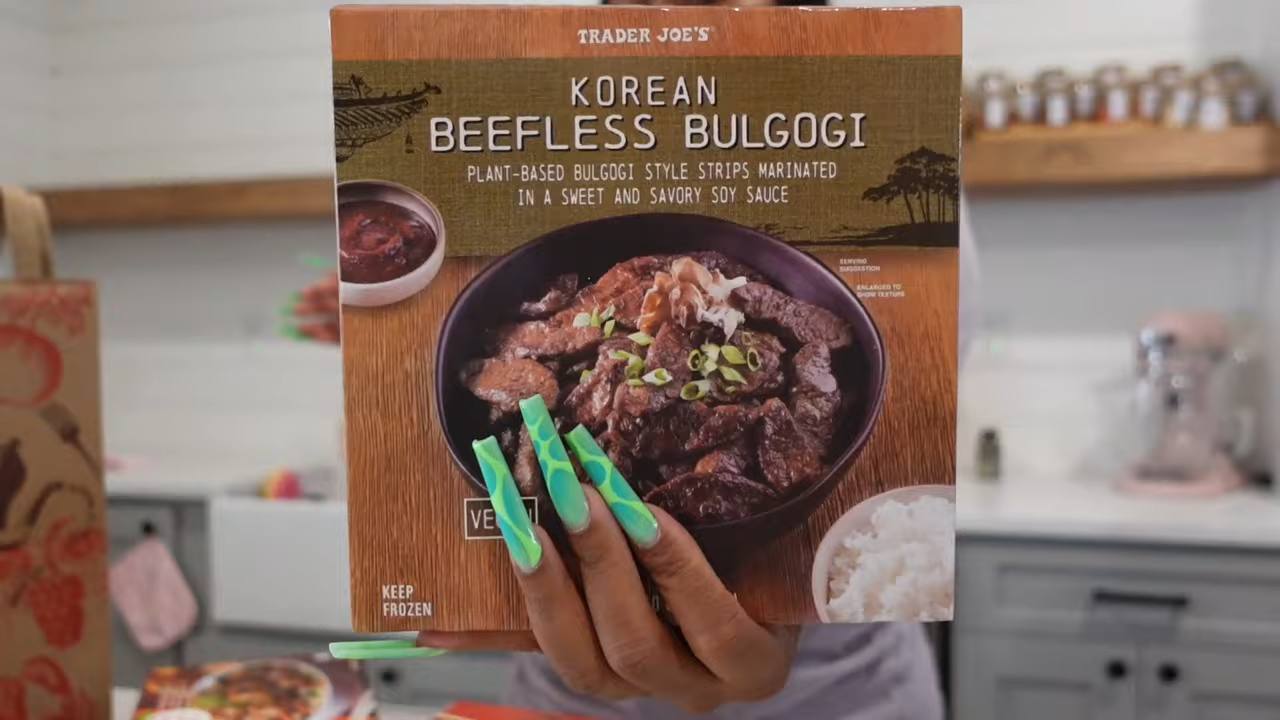 TRADER JOE'S
KOREAN
BEEFLESS BULGOGI
PLANT-BASED BULGOGI STYLE STRIPS MARINATED
IN A SWEET AND SAVORY SOY SAUCE
SERVING
SUGGESTION
ENLARGED TO
SHOW TEXTURE
KEEP
FROZEN